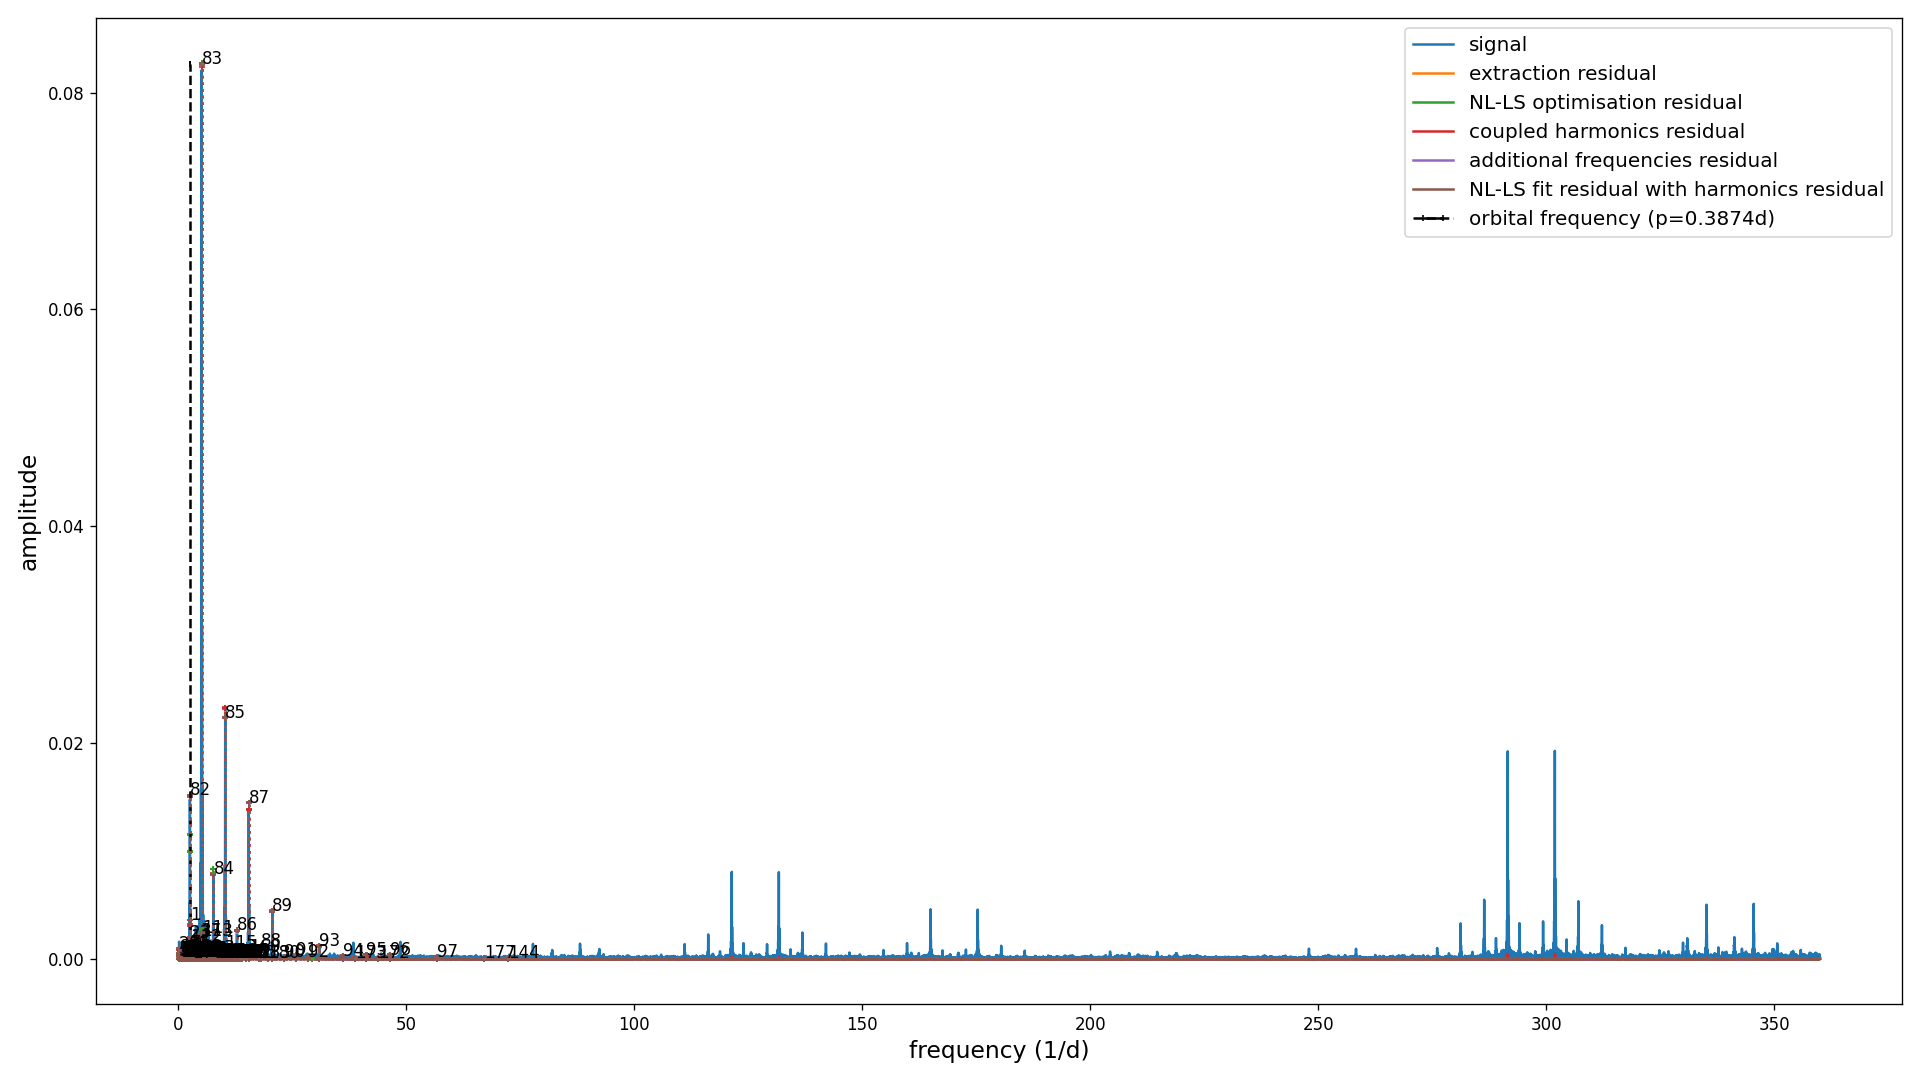 83
signal
extraction residual
NL-LS optimisation residual
coupled harmonics residual
additional frequencies residual
NL-LS fit residual with harmonics residual
orbital frequency (p=0.3874d)
0.08
0.06
0.04
0.02
0.00
amplitude
85
82
87
84
89
1
86
88
93
97
144
0
50
100
150
200
250
300
350
frequency (1/d)